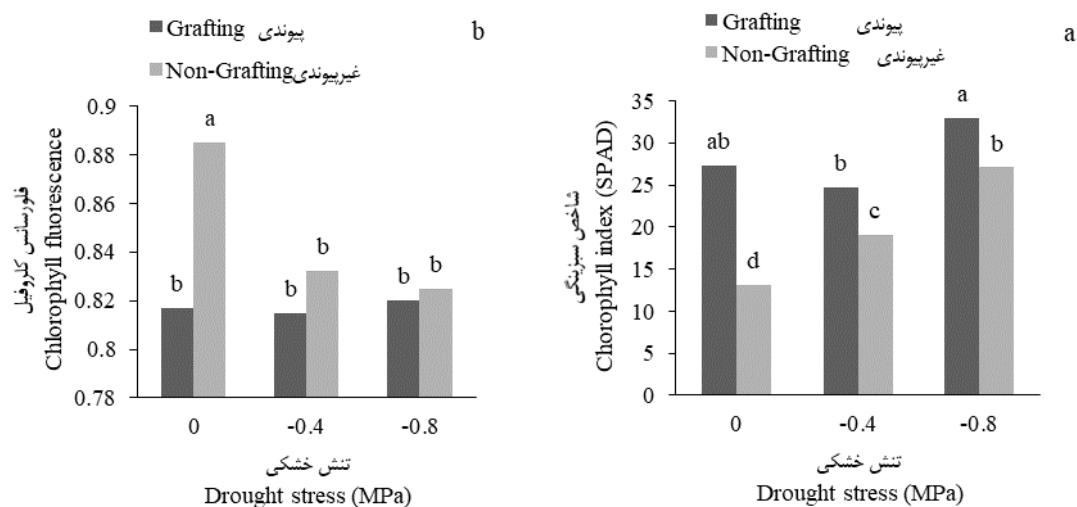 Grafting پیوندی
Non-Grafting غیرپیوندی
b
0.9
0.88
0.86
0.84
0.82
0.8
0.78
فلورسانس کلروفیل
Chlorophyll fluorescence
b
a
b
b
b
b
0
-0.4
-0.8
تنش خشکی
Drought stress (MPa)
Grafting پیوندی
Non-Grafting غیرپیوندی
a
35
30
25
20
15
10
5
0
شاخص سبزینگی
Chorophyll index (SPAD)
ab
d
b
c
a
b
0
-0.4
-0.8
تنش خشکی
Drought stress (MPa)